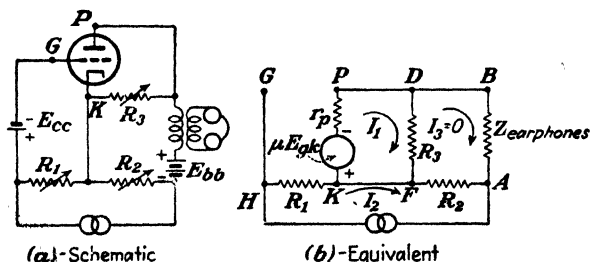 P
G
K
R3
- Ecc
+
R1
R2
+
Ebb
-
(a)-Schematic
G
P
D
B
rp
-
I1
I3=0
Zearphones
μEgk
R3
+
H
R1
K
I2
F
R2
A
(b)-Equivalent